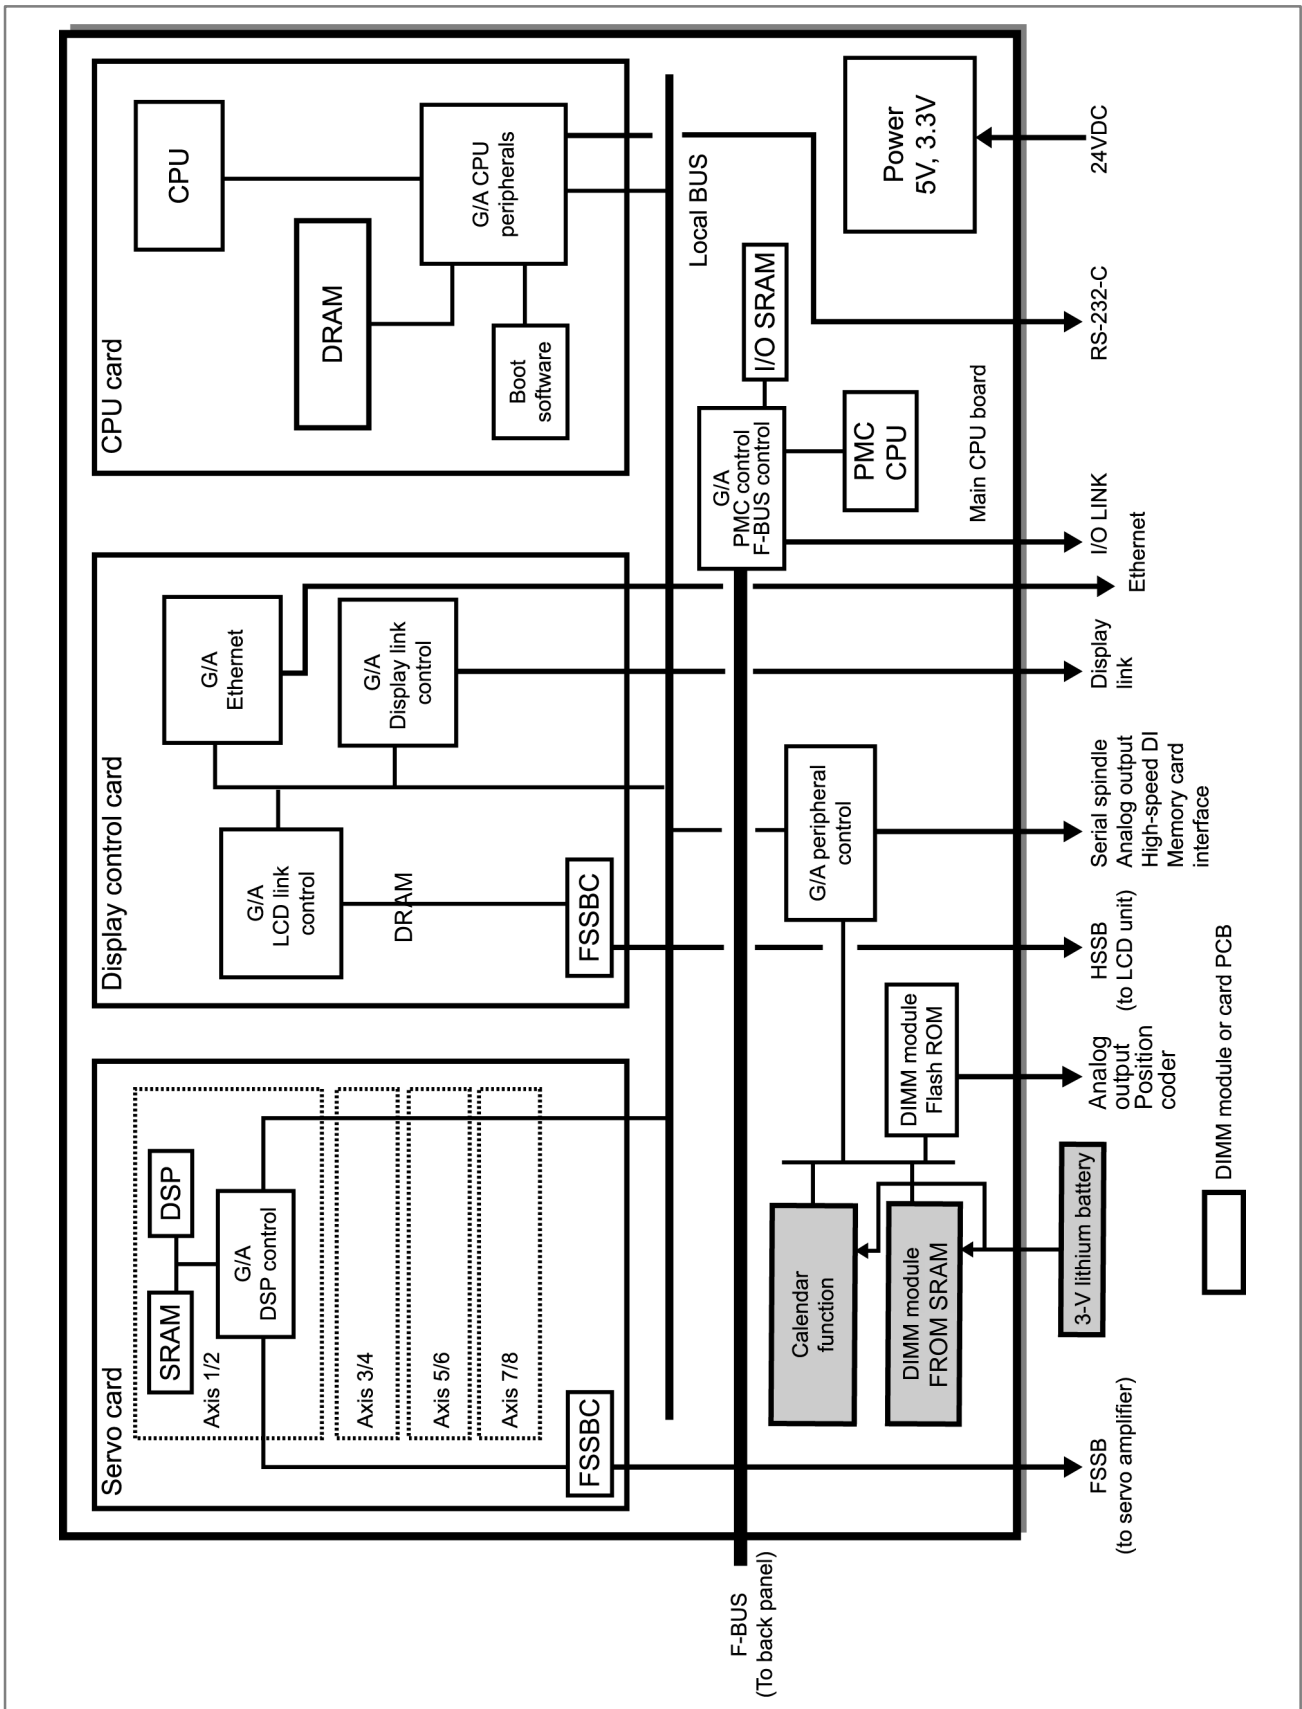 Servo card
SRAM
DSP
G/A
DSP control
Axis 1/2
Axis 3/4
Axis 5/6
Axis 7/8
FSSBC
Display control card
G/A
LCD link
control
G/A
Ethernet
G/A
Display link
control
DRAM
FSSBC
CPU card
CPU
DRAM
G/A CPU
peripherals
Boot
software
Local BUS
F-BUS
(To back panel)
G/A
PMC control
F-BUS control
I/O SRAM
PMC
CPU
Power
5V, 3.3V
Calendar
function
DIMM module
FROM SRAM
DIMM module
Flash ROM
G/A peripheral
control
Main CPU board
FSSB
(to servo amplifier)
3-V lithium battery
Analog
output
Position
coder
HSSB
(to LCD unit)
Serial spindle
Analog output
High-speed DI
Memory card
interface
Display
link
Ethernet
I/O LINK
RS-232-C
24VDC
DIMM module or card PCB